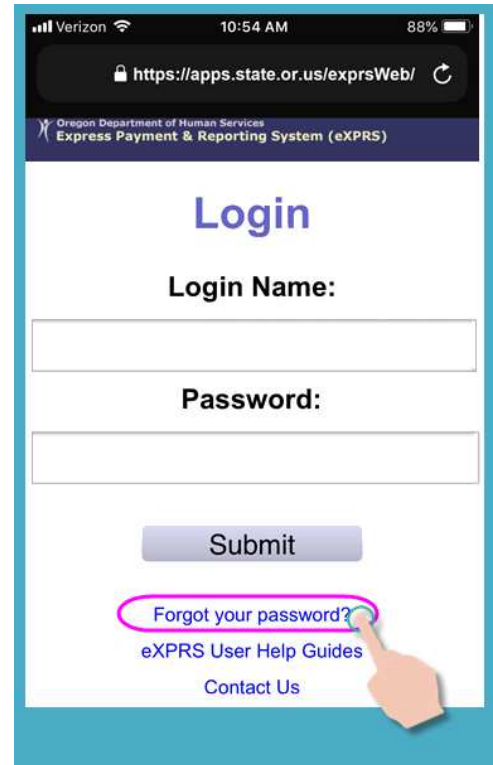 Verizon 10:54 AM 88%
https://apps.state.or.us/exprsWeb/
Oregon Department of Human Services
Express Payment & Reporting System (eXPRS)
Login
Login Name:
Password:
Submit
Forgot your password?
eXPRS User Help Guides
Contact Us